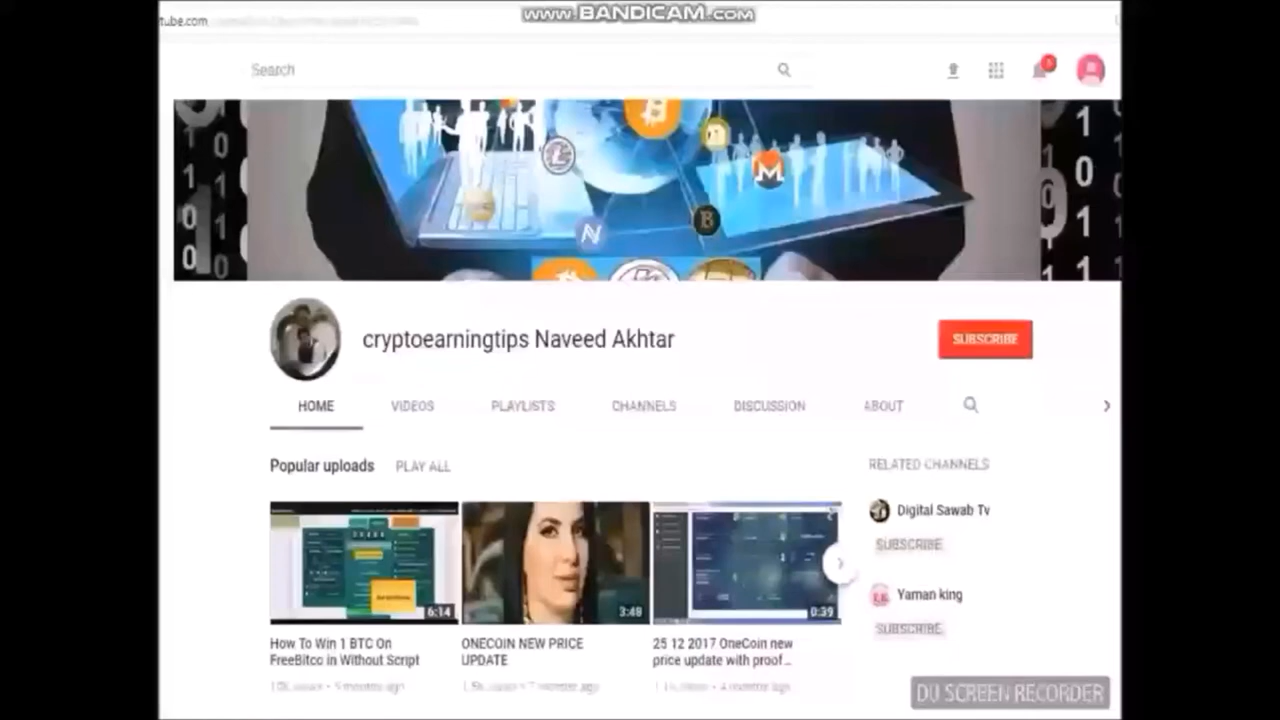 www.BANDICAM.com
tube.com
Search
cryptoearningtips Naveed Akhtar
SUBSCRIBE
HOME VIDEOS PLAYLISTS CHANNELS DISCUSSION ABOUT
Popular uploads PLAY ALL
RELATED CHANNELS
Digital Sawab Tv
SUBSCRIBE
Yaman king
SUBSCRIBE
6:14
3:48
0:39
How To Win 1 BTC On
FreeBitco in Without Script
ONECOIN NEW PRICE
UPDATE
25 12 2017 OneCoin new
price update with proof...
DU SCREEN RECORDER